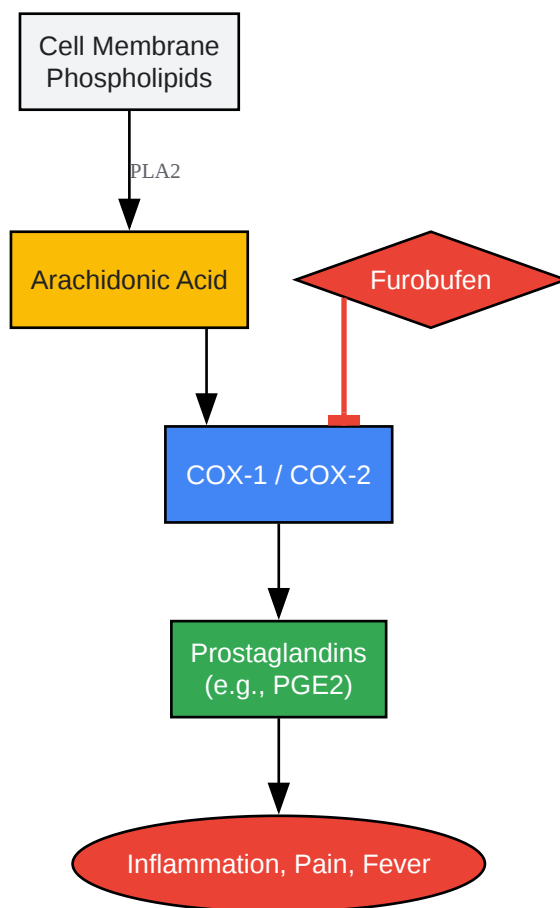 Cell Membrane
Phospholipids
PLA2
Arachidonic Acid
Furobufen
COX-1 / COX-2
Prostaglandins
(e.g., PGE2)
Inflammation, Pain, Fever